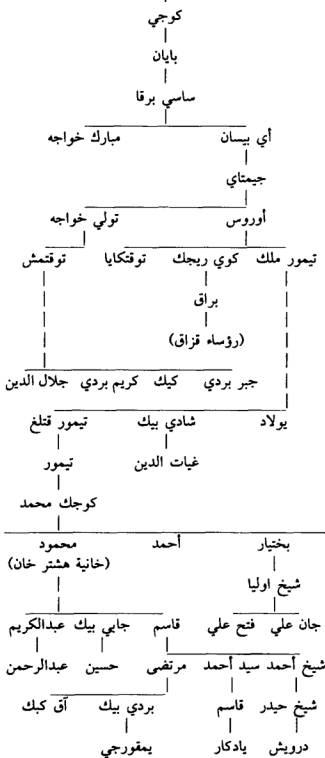 كوجي
بايان
ساسي برقا
أي بيسان مبارك خواجه
جيمتاي
أوروس تولي خواجه
تيمور ملك كوي ريجك توقتكايا توقتمش
براق
(رؤساء قزاق)
جبر بردي كيك كريم بردي جلال الدين
يولاد شادي بيك تيمور قتلغ
غياث الدين تيمور
كوجك محمد
بختيار أحمد محمود
(خانية هشتر خان)
شيخ اوليا
جان علي فتح علي قاسم جابي بيك عبدالكريم
شيخ أحمد سيد أحمد مرتضى حسين عبدالرحمن
شيخ حيدر قاسم بردي بيك آق كبك
درويش يادكار يمقورجي